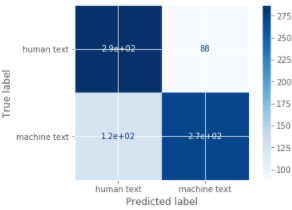 275
250
225
200
175
150
125
100
human text
2.9e+02
88
machine text
1.2e+02
2.7e+02
human text
machine text
True label
Predicted label